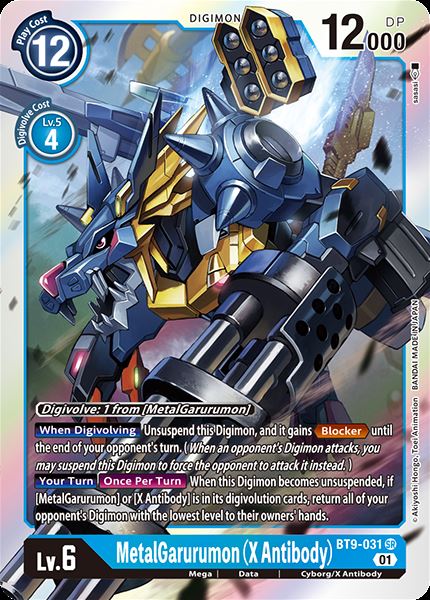 Play Cost
12
DIGIMON
12000
DP
Digivolve Cost
Lv.5
4
sasasi
Digivolve: 1 from [MetalGarurumon]
When Digivolving Unsuspend this Digimon, and it gains Blocker until
the end of your opponent's turn. (When an opponent's Digimon attacks, you
may suspend this Digimon to force the opponent to attack it instead.)
Your Turn Once Per Turn When this Digimon becomes unsuspended, if
[MetalGarurumon] or [X Antibody] is in its digivolution cards, return all of your
opponent's Digimon with the lowest level to their owners' hands.
©Akiyoshi Hongo, Toei Animation BANDAI MADE IN JAPAN
Lv.6
MetalGarurumon (X Antibody)
BT9-031 SR
01
Mega | Data | Cyborg/X Antibody